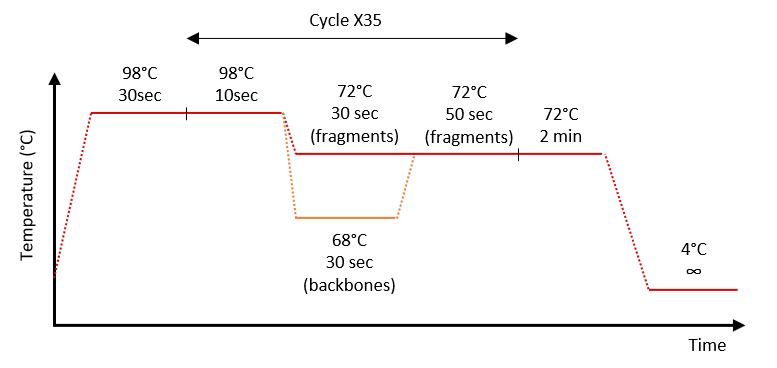 Cycle X35
98°C
30sec
98°C
10sec
72°C
30 sec
(fragments)
72°C
50 sec
(fragments)
72°C
2 min
68°C
30 sec
(backbones)
4°C
∞
Temperature (°C)
Time